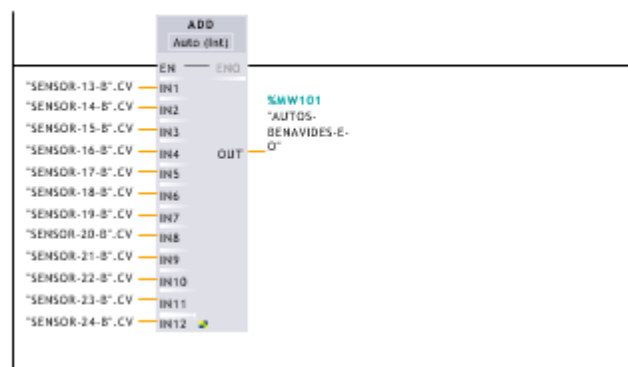 ADD
Auto (Int)
EN ENO
"SENSOR-13-B".CV IN1
"SENSOR-14-B".CV IN2
"SENSOR-15-B".CV IN3
"SENSOR-16-B".CV IN4
"SENSOR-17-B".CV IN5
"SENSOR-18-B".CV IN6
"SENSOR-19-B".CV IN7
"SENSOR-20-B".CV IN8
"SENSOR-21-B".CV IN9
"SENSOR-22-B".CV IN10
"SENSOR-23-B".CV IN11
"SENSOR-24-B".CV IN12
OUT
%MW101
"AUTOS-
BENAVIDES-E-
O"